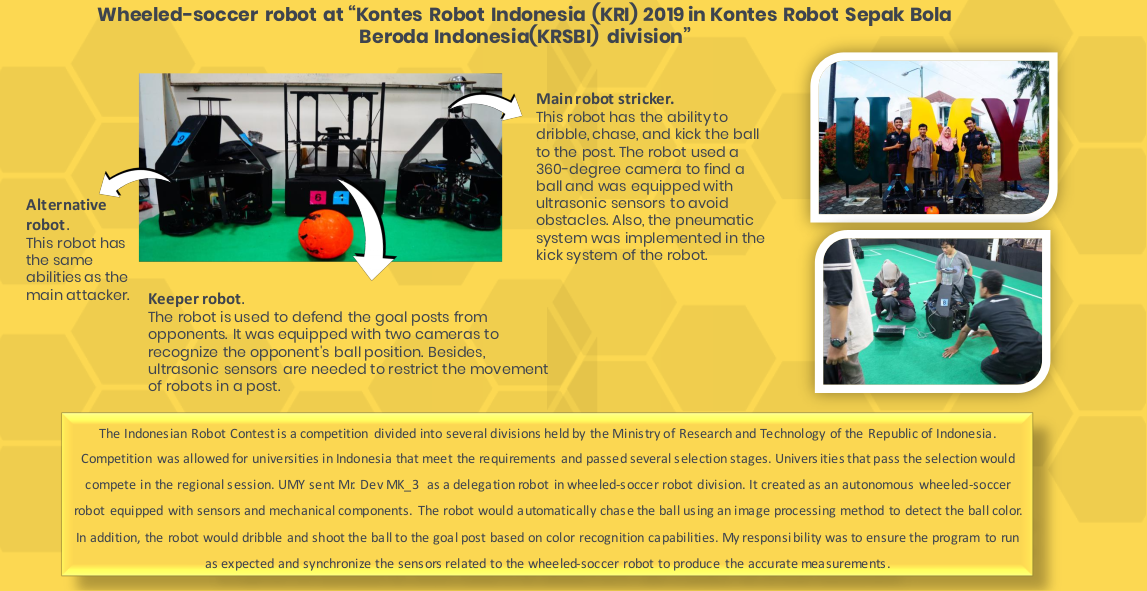 Wheeled-soccer robot at “Kontes Robot Indonesia (KRI) 2019 in Kontes Robot Sepak Bola
Beroda Indonesia(KRSBI) division”
Main robot stricker.
This robot has the ability to
dribble, chase, and kick the ball
to the post. The robot used a
360-degree camera to find a
ball and was equipped with
ultrasonic sensors to avoid
obstacles. Also, the pneumatic
system was implemented in the
kick system of the robot.
UMY
Alternative
robot.
This robot has
the same
abilities as the
main attacker.
6
Keeper robot.
The robot is used to defend the goal posts from
opponents. It was equipped with two cameras to
recognize the opponent's ball position. Besides,
ultrasonic sensors are needed to restrict the movement
of robots in a post.
The Indonesian Robot Contest is a competition divided into several divisions held by the Ministry of Research and Technology of the Republic of Indonesia.
Competition was allowed for universities in Indonesia that meet the requirements and passed several selection stages. Universities that pass the selection would
compete in the regional session. UMY sent Mr. Dev MK_3 as a delegation robot in wheeled-soccer robot division. It created as an autonomous wheeled-soccer
robot equipped with sensors and mechanical components. The robot would automatically chase the ball using an image processing method to detect the ball color.
In addition, the robot would dribble and shoot the ball to the goal post based on color recognition capabilities. My responsibility was to ensure the program to run
as expected and synchronize the sensors related to the wheeled-soccer robot to produce the accurate measurements.